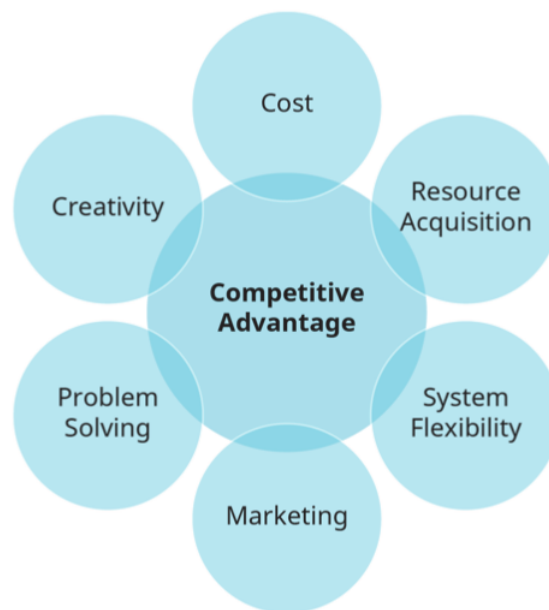 Cost
Creativity
Resource
Acquisition
Competitive
Advantage
Problem
Solving
System
Flexibility
Marketing